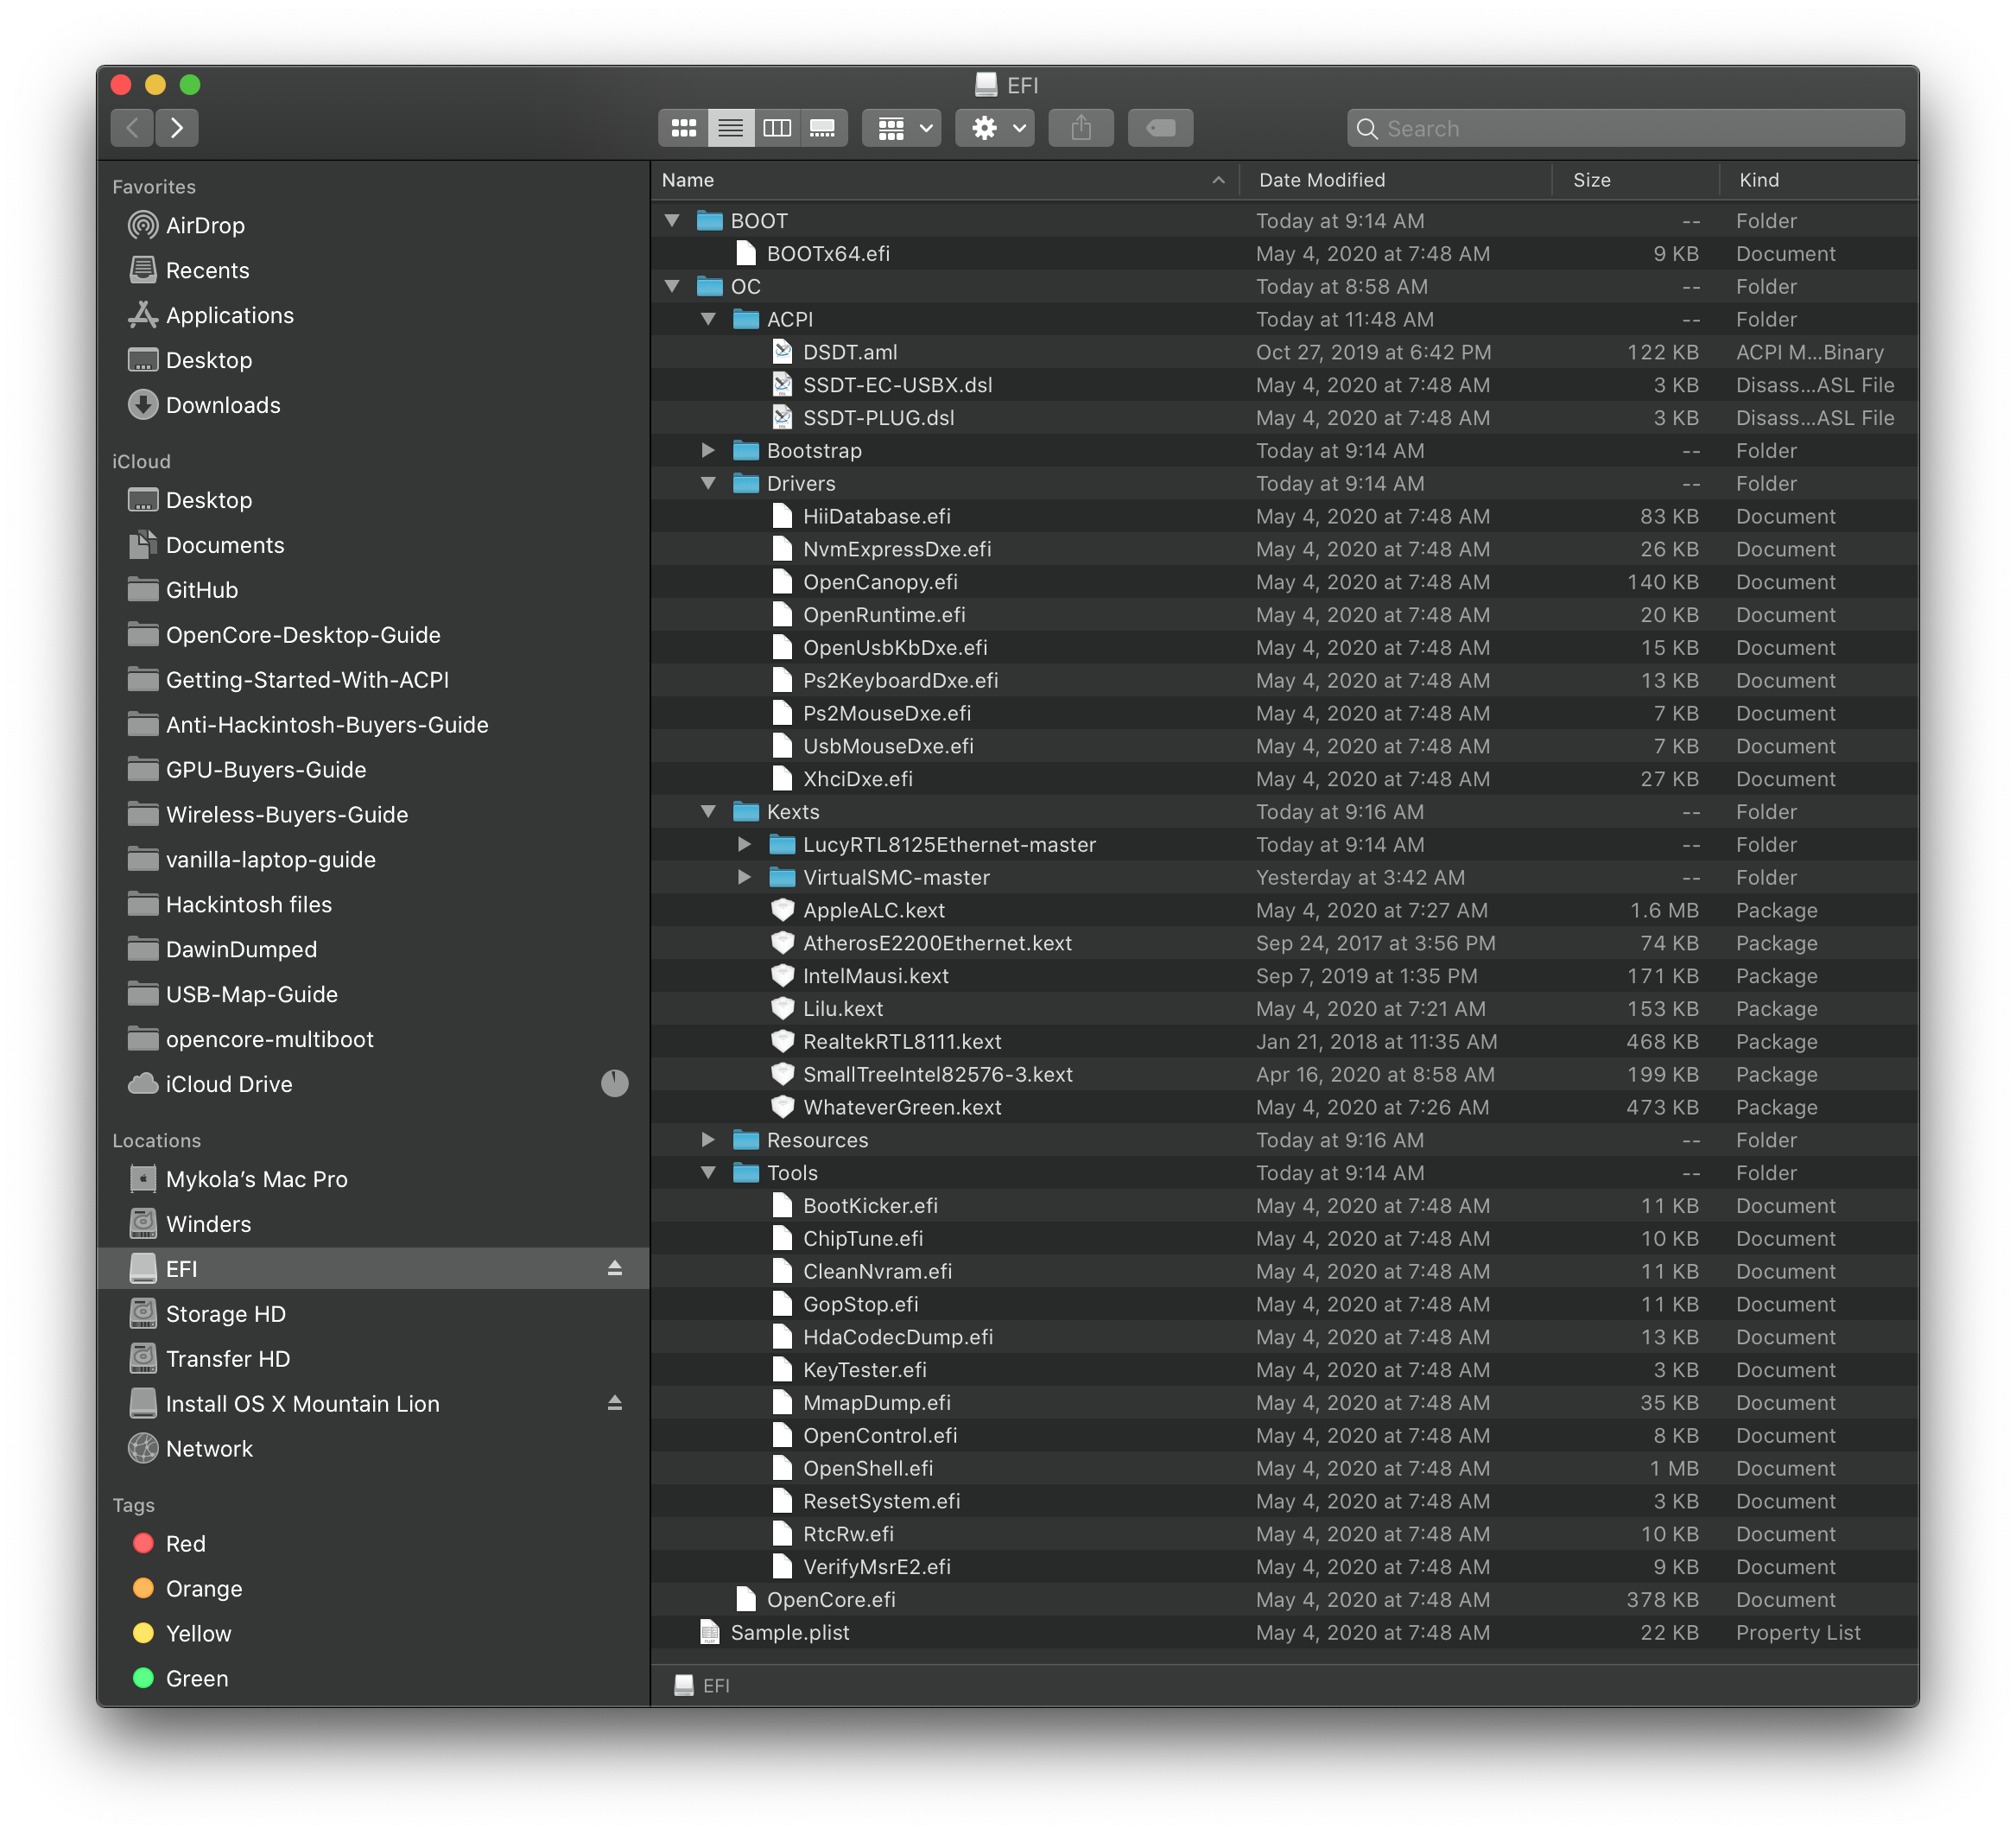 EFI
Search
Favorites
AirDrop
Recents
Applications
Desktop
Downloads
iCloud
Desktop
Documents
GitHub
OpenCore-Desktop-Guide
Getting-Started-With-ACPI
Anti-Hackintosh-Buyers-Guide
GPU-Buyers-Guide
Wireless-Buyers-Guide
vanilla-laptop-guide
Hackintosh files
DawinDumped
USB-Map-Guide
opencore-multiboot
iCloud Drive
Locations
Mykola's Mac Pro
Winders
EFI
Storage HD
Transfer HD
Install OS X Mountain Lion
Network
Tags
Red
Orange
Yellow
Green
Name Date Modified Size Kind
BOOT Today at 9:14 AM -- Folder
BOOTx64.efi May 4, 2020 at 7:48 AM 9 KB Document
OC Today at 8:58 AM -- Folder
ACPI Today at 11:48 AM -- Folder
DSDT.aml Oct 27, 2019 at 6:42 PM 122 KB ACPI M...Binary
SSDT-EC-USBX.dsl May 4, 2020 at 7:48 AM 3 KB Disass...ASL File
SSDT-PLUG.dsl May 4, 2020 at 7:48 AM 3 KB Disass...ASL File
Bootstrap Today at 9:14 AM -- Folder
Drivers Today at 9:14 AM -- Folder
HiiDatabase.efi May 4, 2020 at 7:48 AM 83 KB Document
NvmExpressDxe.efi May 4, 2020 at 7:48 AM 26 KB Document
OpenCanopy.efi May 4, 2020 at 7:48 AM 140 KB Document
OpenRuntime.efi May 4, 2020 at 7:48 AM 20 KB Document
OpenUsbKbDxe.efi May 4, 2020 at 7:48 AM 15 KB Document
Ps2KeyboardDxe.efi May 4, 2020 at 7:48 AM 13 KB Document
Ps2MouseDxe.efi May 4, 2020 at 7:48 AM 7 KB Document
UsbMouseDxe.efi May 4, 2020 at 7:48 AM 7 KB Document
XhciDxe.efi May 4, 2020 at 7:48 AM 27 KB Document
Kexts Today at 9:16 AM -- Folder
LucyRTL8125Ethernet-master Today at 9:14 AM -- Folder
VirtualSMC-master Yesterday at 3:42 AM -- Folder
AppleALC.kext May 4, 2020 at 7:27 AM 1.6 MB Package
AtherosE2200Ethernet.kext Sep 24, 2017 at 3:56 PM 74 KB Package
IntelMausi.kext Sep 7, 2019 at 1:35 PM 171 KB Package
Lilu.kext May 4, 2020 at 7:21 AM 153 KB Package
RealtekRTL8111.kext Jan 21, 2018 at 11:35 AM 468 KB Package
SmallTreeIntel82576-3.kext Apr 16, 2020 at 8:58 AM 199 KB Package
WhateverGreen.kext May 4, 2020 at 7:26 AM 473 KB Package
Resources Today at 9:16 AM -- Folder
Tools Today at 9:14 AM -- Folder
BootKicker.efi May 4, 2020 at 7:48 AM 11 KB Document
ChipTune.efi May 4, 2020 at 7:48 AM 10 KB Document
CleanNvram.efi May 4, 2020 at 7:48 AM 11 KB Document
GopStop.efi May 4, 2020 at 7:48 AM 11 KB Document
HdaCodecDump.efi May 4, 2020 at 7:48 AM 13 KB Document
KeyTester.efi May 4, 2020 at 7:48 AM 3 KB Document
MmapDump.efi May 4, 2020 at 7:48 AM 35 KB Document
OpenControl.efi May 4, 2020 at 7:48 AM 8 KB Document
OpenShell.efi May 4, 2020 at 7:48 AM 1 MB Document
ResetSystem.efi May 4, 2020 at 7:48 AM 3 KB Document
RtcRw.efi May 4, 2020 at 7:48 AM 10 KB Document
VerifyMsrE2.efi May 4, 2020 at 7:48 AM 9 KB Document
OpenCore.efi May 4, 2020 at 7:48 AM 378 KB Document
Sample.plist May 4, 2020 at 7:48 AM 22 KB Property List
EFI